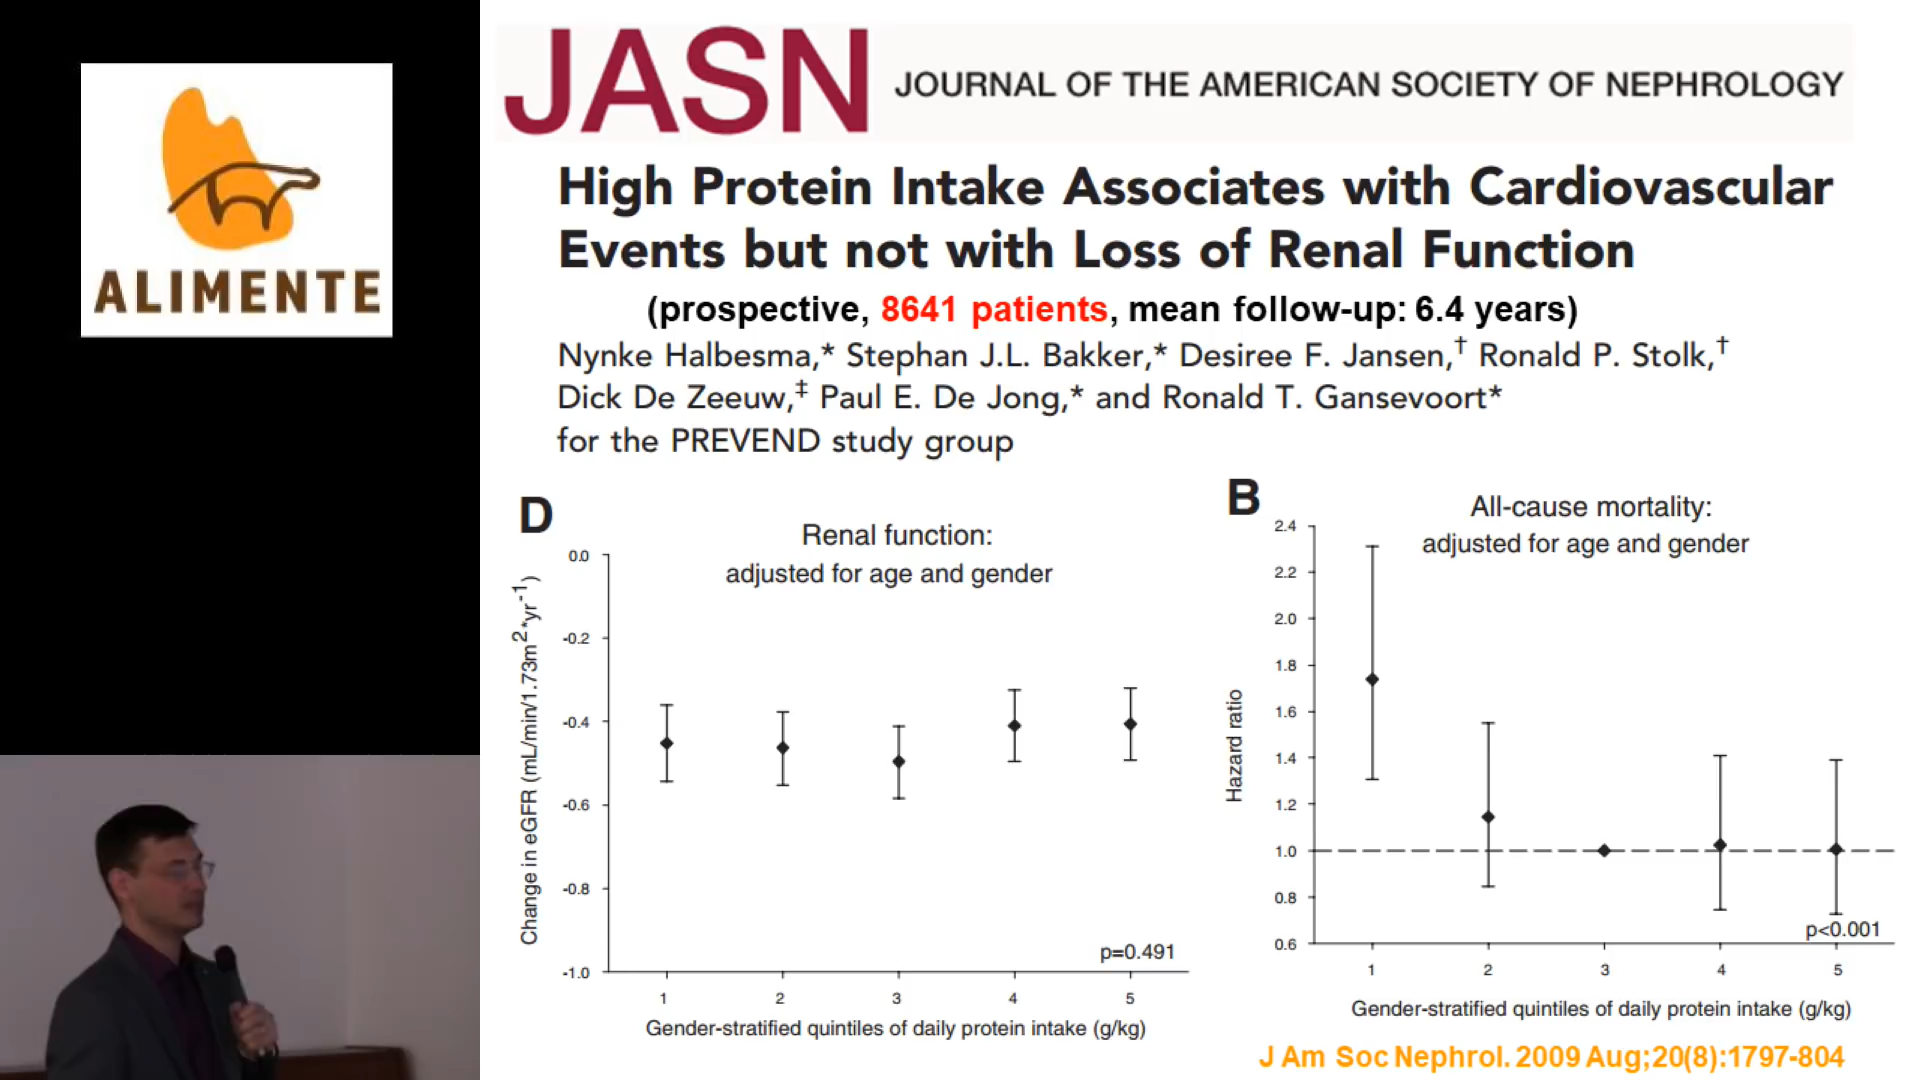 ALIMENTE
JASN JOURNAL OF THE AMERICAN SOCIETY OF NEPHROLOGY
High Protein Intake Associates with Cardiovascular
Events but not with Loss of Renal Function
(prospective, 8641 patients, mean follow-up: 6.4 years)
Nynke Halbesma,* Stephan J.L. Bakker,* Desiree F. Jansen,† Ronald P. Stolk,†
Dick De Zeeuw,‡ Paul E. De Jong,* and Ronald T. Gansevoort*
for the PREVEND study group
D
Renal function:
adjusted for age and gender
Change in eGFR (mL/min/1.73m²*yr⁻¹)
0.0
-0.2
-0.4
-0.6
-0.8
-1.0
p=0.491
1 2 3 4 5
Gender-stratified quintiles of daily protein intake (g/kg)
B
All-cause mortality:
adjusted for age and gender
Hazard ratio
2.4
2.2
2.0
1.8
1.6
1.4
1.2
1.0
0.8
0.6
p<0.001
1 2 3 4 5
Gender-stratified quintiles of daily protein intake (g/kg)
J Am Soc Nephrol. 2009 Aug;20(8):1797-804